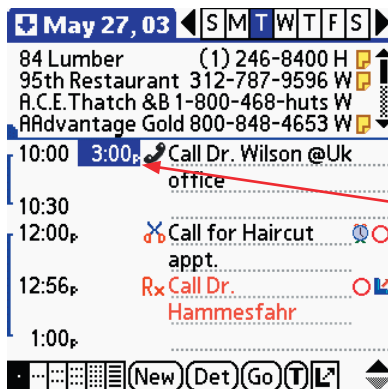 May 27, 03 S M T W T F S
84 Lumber (1) 246-8400 H
95th Restaurant 312-787-9596 W
A.C.E.Thatch &B 1-800-468-huts W
AAdvantage Gold 800-848-4653 W
10:00 3:00P Call Dr. Wilson @Uk
office
10:30
12:00P Call for Haircut
appt.
12:56P Rx Call Dr.
Hammesfahr
1:00P
New Det Go T